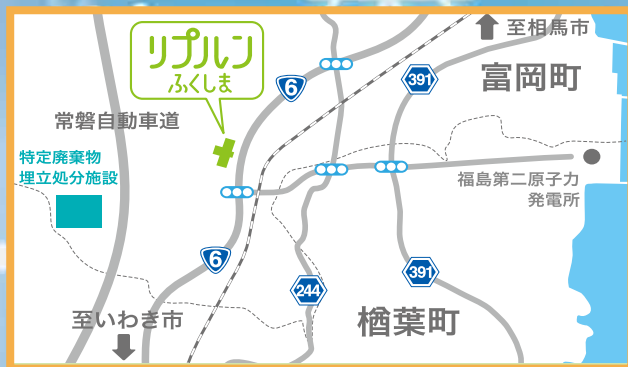 至相馬市
リプルン
ふくしま
6
391
富岡町
常磐自動車道
特定廃棄物
埋立処分施設
福島第二原子力
発電所
6
391
244
楢葉町
至いわき市